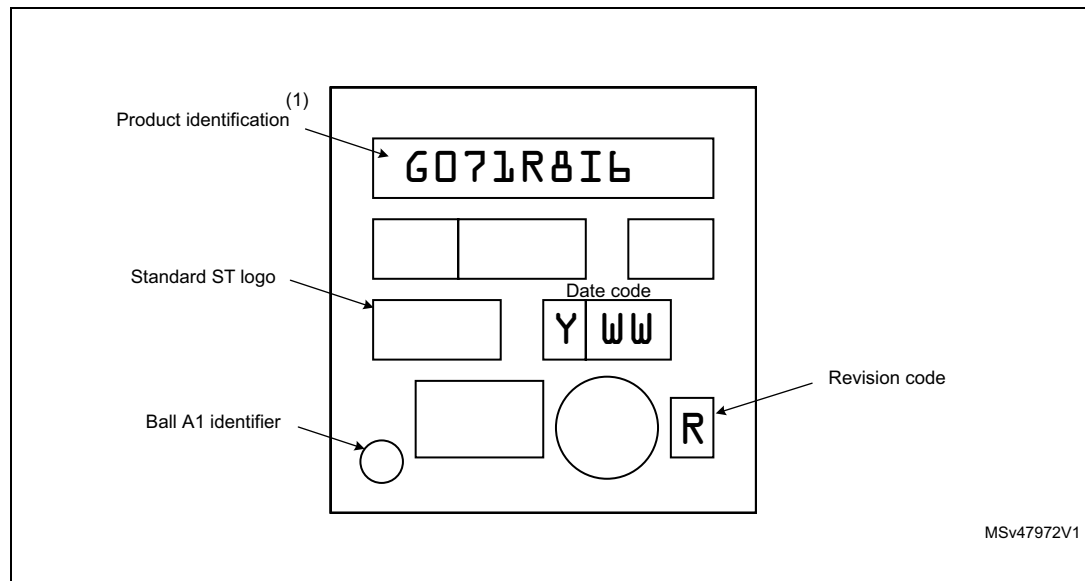 (1)
Product identification
G071R8I6
Standard ST logo
Date code
Y WW
Revision code
R
Ball A1 identifier
MSv47972V1